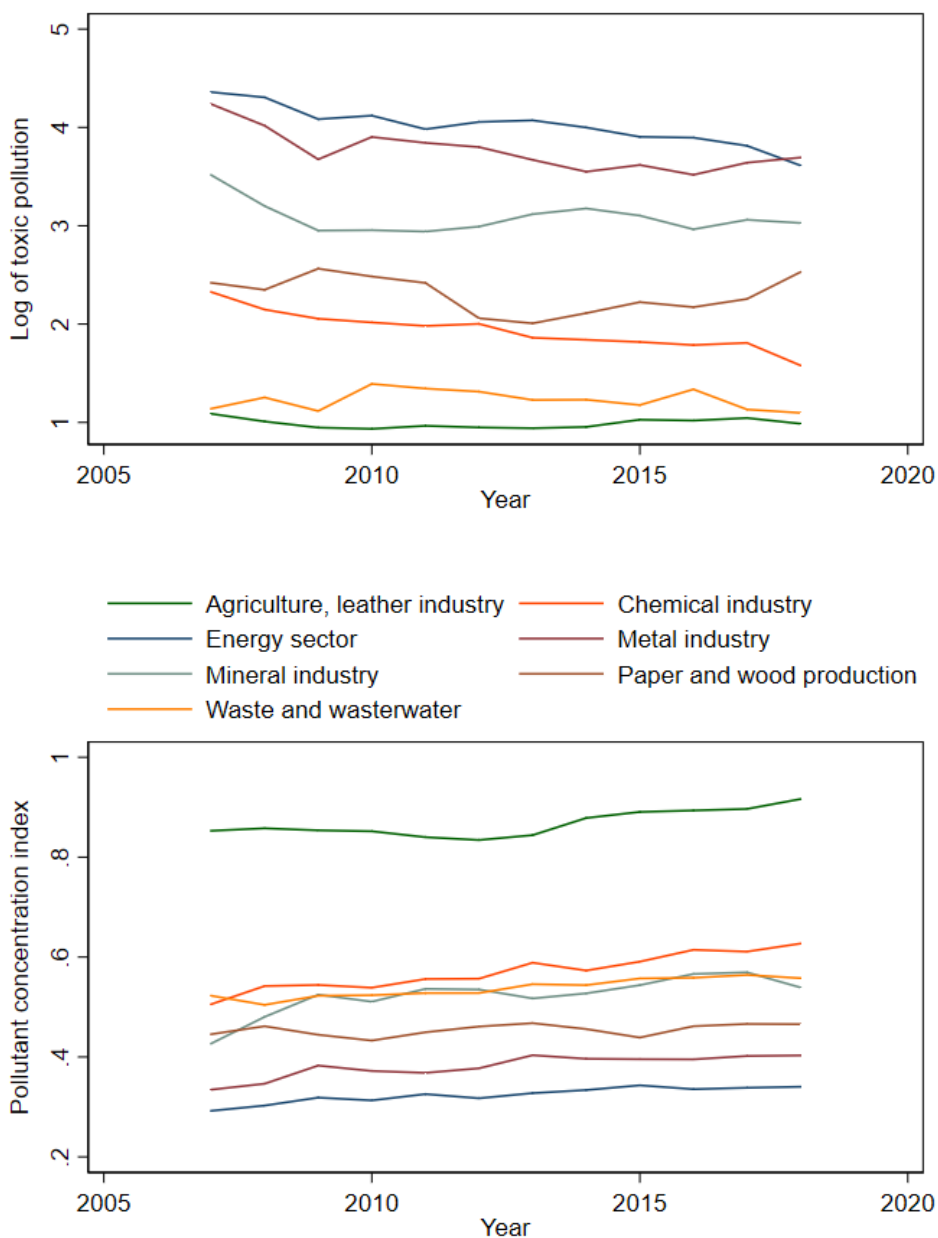 Log of toxic pollution
5
4
3
2
1
2005 2010 2015 2020
Year
Agriculture, leather industry Chemical industry
Energy sector Metal industry
Mineral industry Paper and wood production
Waste and wasterwater
Pollutant concentration index
1
.8
.6
.4
.2
2005 2010 2015 2020
Year